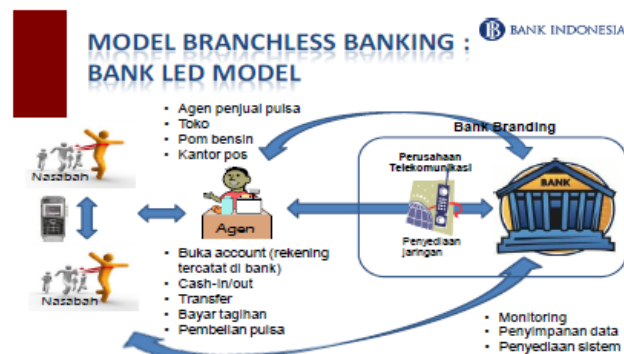 MODEL BRANCHLESS BANKING :
BANK LED MODEL
BANK INDONESIA
• Agen penjual pulsa
• Toko
• Pom bensin
• Kantor pos
Bank Branding
Nasabah
Perusahaan
Telekomunikasi
BANK
Agen
Penyediaan
jaringan
• Buka account (rekening
tercatat di bank)
• Cash-in/out
• Transfer
• Bayar tagihan
• Pembelian pulsa
Nasabah
• Monitoring
• Penyimpanan data
• Penyediaan sistem